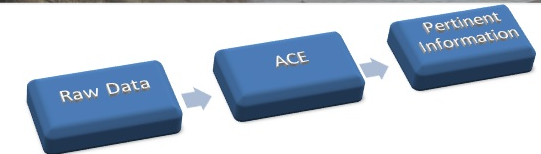 Raw Data
ACE
Pertinent
Information